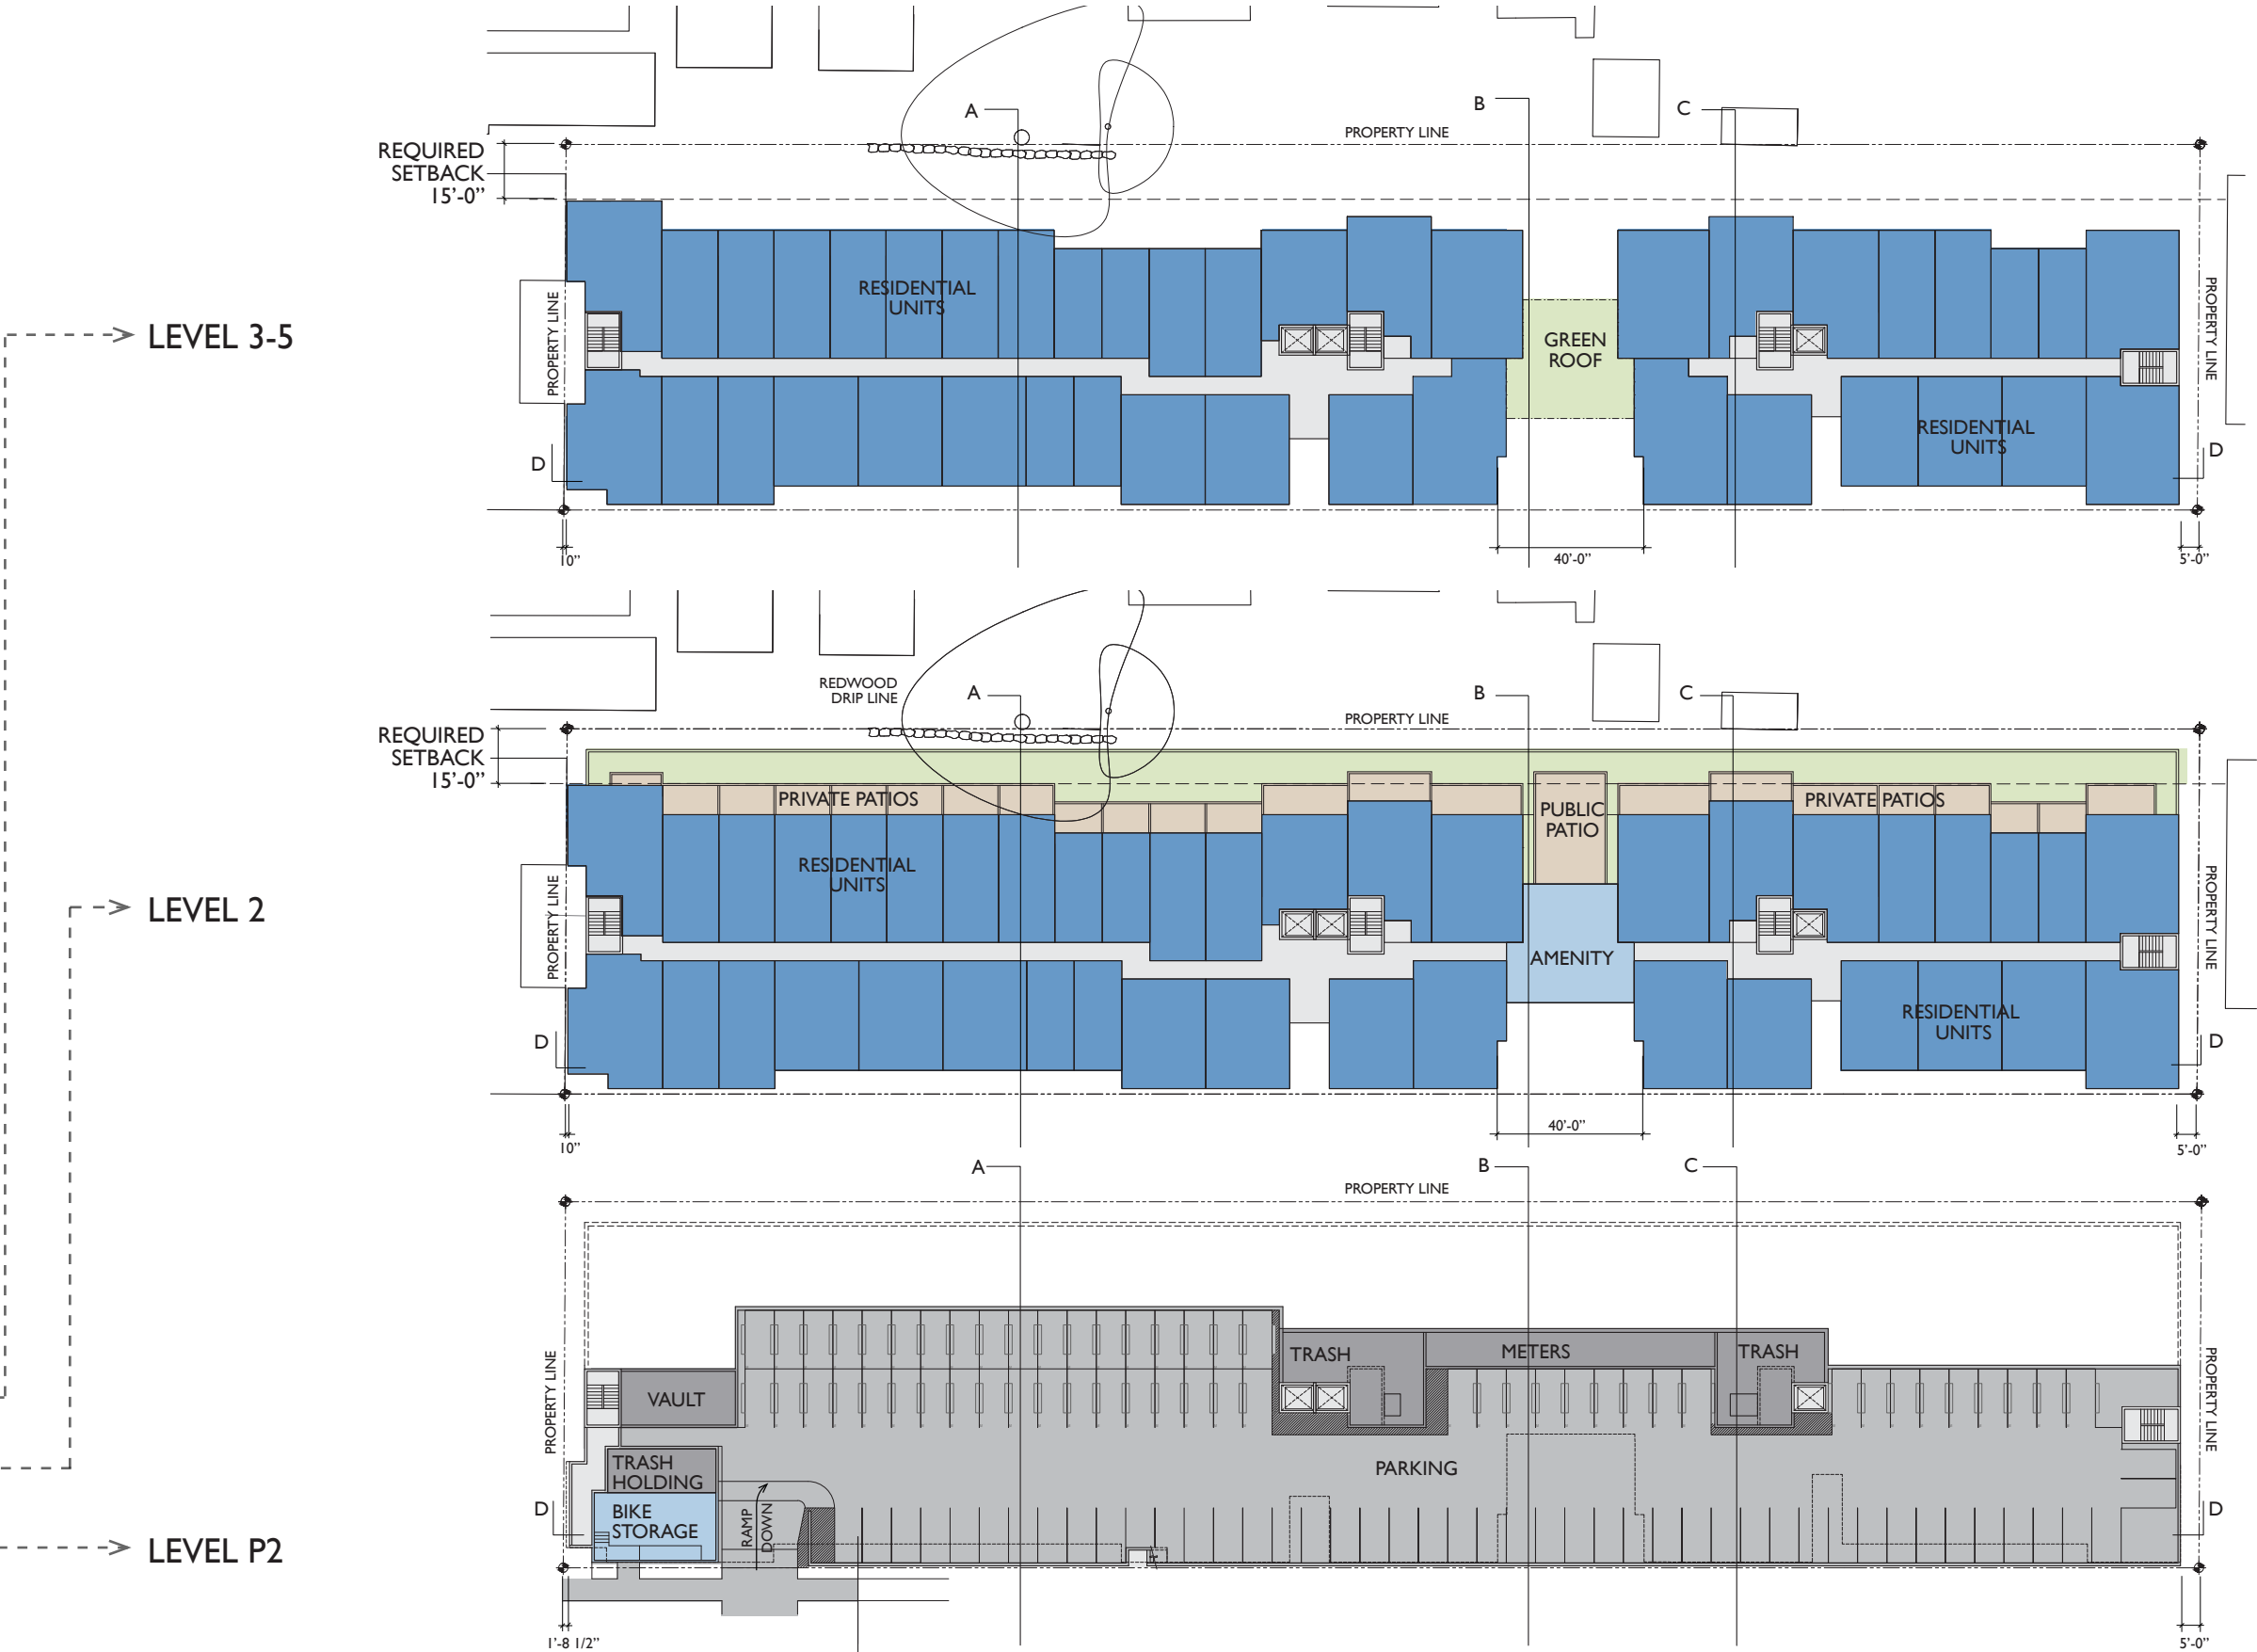 A
B
C
PROPERTY LINE
REQUIRED
SETBACK
15'-0"
LEVEL 3-5
PROPERTY LINE
RESIDENTIAL
UNITS
GREEN
ROOF
RESIDENTIAL
UNITS
PROPERTY LINE
D
D
10"
40'-0"
5'-0"
REDWOOD
DRIP LINE
A
B
C
PROPERTY LINE
REQUIRED
SETBACK
15'-0"
PRIVATE PATIOS
PUBLIC
PATIO
PRIVATE PATIOS
LEVEL 2
PROPERTY LINE
RESIDENTIAL
UNITS
AMENITY
RESIDENTIAL
UNITS
PROPERTY LINE
D
D
10"
40'-0"
5'-0"
A
B
C
PROPERTY LINE
PROPERTY LINE
VAULT
TRASH
METERS
TRASH
PROPERTY LINE
TRASH
HOLDING
PARKING
BIKE
STORAGE
RAMP
DOWN
D
D
LEVEL P2
1'-8 1/2"
5'-0"